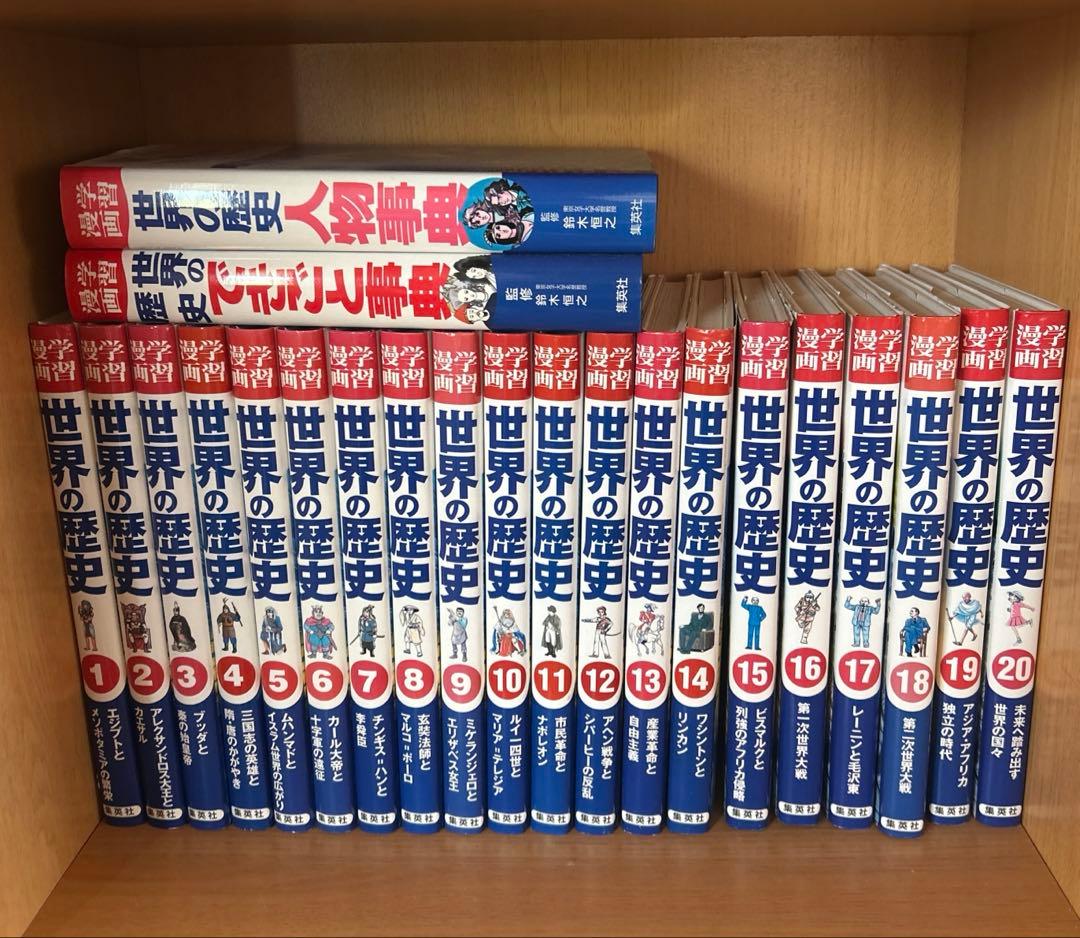 学習漫画
世界の歴史
人物事典
監修
東京女子大学名誉教授
鈴木恒之
集英社
学習漫画
世界の歴史
できごと事典
監修
東京女子大学名誉教授
鈴木恒之
集英社
学習漫画
世界の歴史
1
エジプトと
メソポタミアの繁栄
集英社
学習漫画
世界の歴史
2
アレクサンドロス大王と
カエサル
集英社
学習漫画
世界の歴史
3
ブッダと
秦の始皇帝
集英社
学習漫画
世界の歴史
4
三国志の英雄と
隋・唐のかがやき
集英社
学習漫画
世界の歴史
5
ムハンマドと
イスラム世界の広がり
集英社
学習漫画
世界の歴史
6
カール大帝と
十字軍の遠征
集英社
学習漫画
世界の歴史
7
チンギス=ハンと
李舜臣
集英社
学習漫画
世界の歴史
8
玄奘法師と
マルコ=ポーロ
集英社
学習漫画
世界の歴史
9
ミケランジェロと
エリザベス女王
集英社
学習漫画
世界の歴史
10
ルイ一四世と
マリア=テレジア
集英社
学習漫画
世界の歴史
11
市民革命と
ナポレオン
集英社
学習漫画
世界の歴史
12
アヘン戦争と
シパーヒーの反乱
集英社
学習漫画
世界の歴史
13
産業革命と
自由主義
集英社
学習漫画
世界の歴史
14
ワシントンと
リンカン
集英社
学習漫画
世界の歴史
15
ビスマルクと
列強のアフリカ侵略
集英社
学習漫画
世界の歴史
16
第一次世界大戦
集英社
学習漫画
世界の歴史
17
レーニンと毛沢東
集英社
学習漫画
世界の歴史
18
第二次世界大戦
集英社
学習漫画
世界の歴史
19
アジア・アフリカ
独立の時代
集英社
学習漫画
世界の歴史
20
未来へ踏み出す
世界の国々
集英社